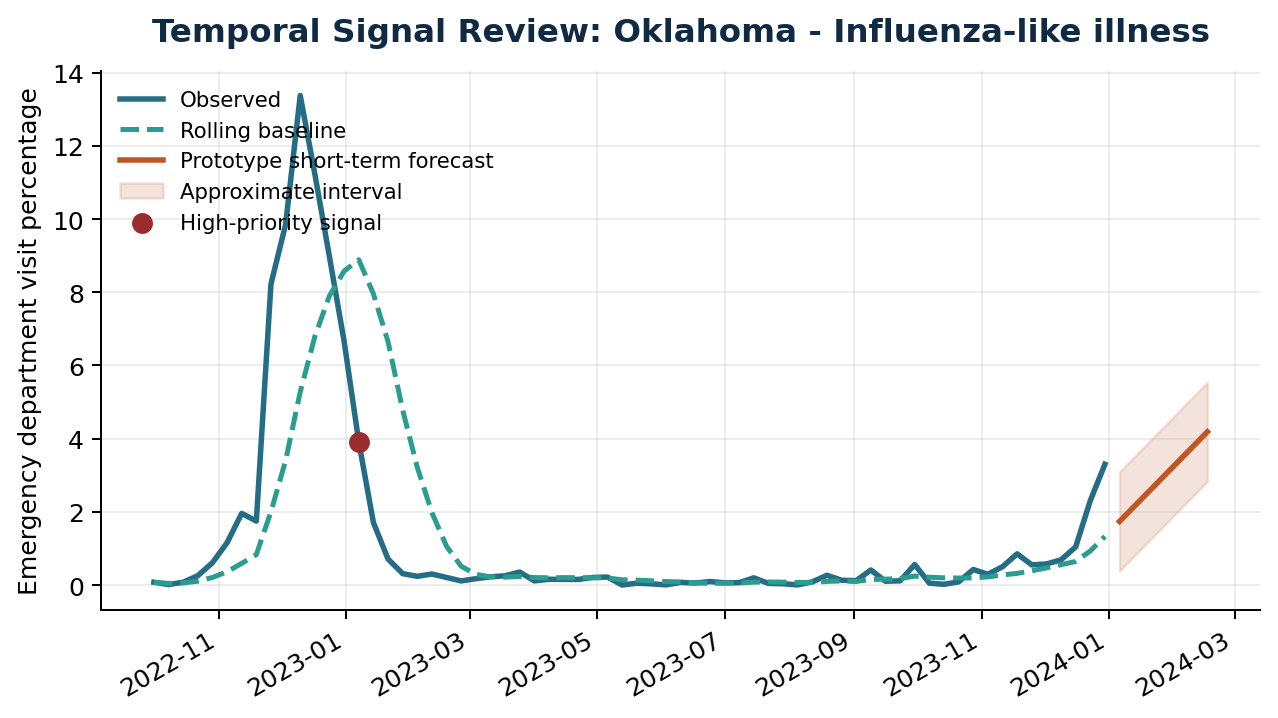 Temporal Signal Review: Oklahoma - Influenza-like illness
Emergency department visit percentage
14
12
10
8
6
4
2
0
Observed
Rolling baseline
Prototype short-term forecast
Approximate interval
High-priority signal
2022-11
2023-01
2023-03
2023-05
2023-07
2023-09
2023-11
2024-01
2024-03